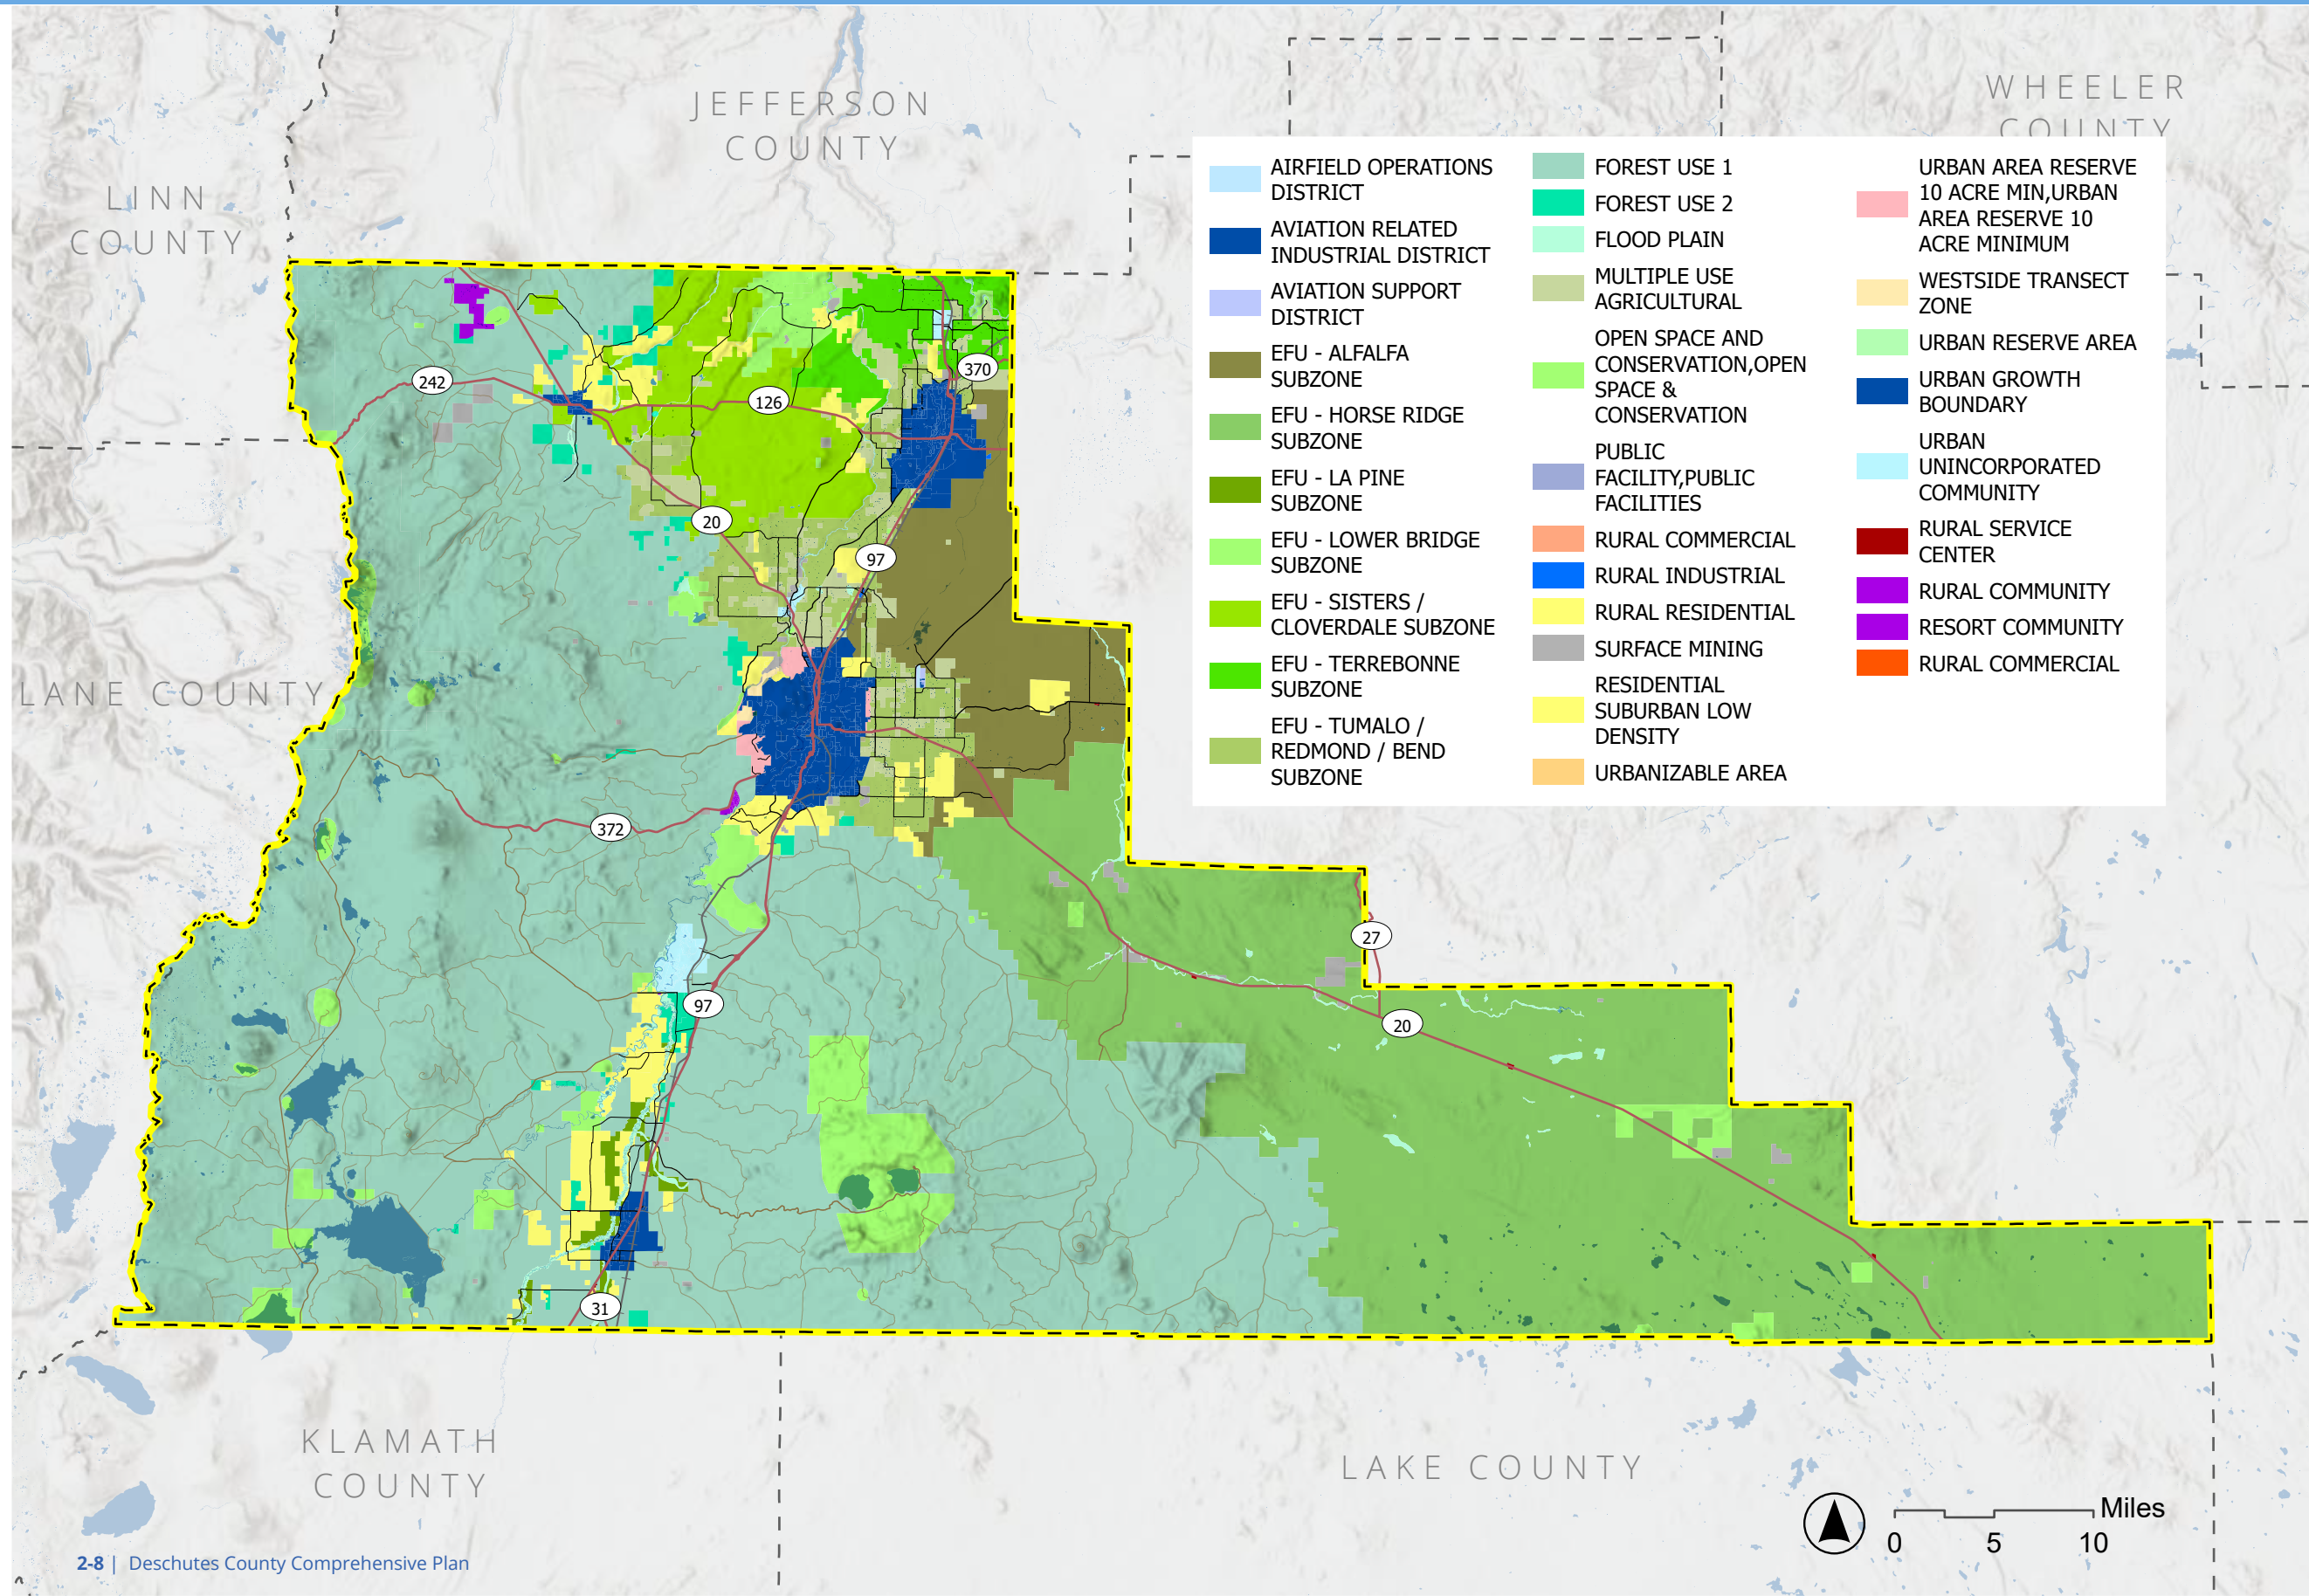 JEFFERSON
COUNTY
WHEELER
COUNTY
LINN
COUNTY
LANE COUNTY
KLAMATH
COUNTY
LAKE COUNTY
AIRFIELD OPERATIONS
DISTRICT
AVIATION RELATED
INDUSTRIAL DISTRICT
AVIATION SUPPORT
DISTRICT
EFU - ALFALFA
SUBZONE
EFU - HORSE RIDGE
SUBZONE
EFU - LA PINE
SUBZONE
EFU - LOWER BRIDGE
SUBZONE
EFU - SISTERS /
CLOVERDALE SUBZONE
EFU - TERREBONNE
SUBZONE
EFU - TUMALO /
REDMOND / BEND
SUBZONE
FOREST USE 1
FOREST USE 2
FLOOD PLAIN
MULTIPLE USE
AGRICULTURAL
OPEN SPACE AND
CONSERVATION,OPEN
SPACE &
CONSERVATION
PUBLIC
FACILITY,PUBLIC
FACILITIES
RURAL COMMERCIAL
RURAL INDUSTRIAL
RURAL RESIDENTIAL
SURFACE MINING
RESIDENTIAL
SUBURBAN LOW
DENSITY
URBANIZABLE AREA
URBAN AREA RESERVE
10 ACRE MIN,URBAN
AREA RESERVE 10
ACRE MINIMUM
WESTSIDE TRANSECT
ZONE
URBAN RESERVE AREA
URBAN GROWTH
BOUNDARY
URBAN
UNINCORPORATED
COMMUNITY
RURAL SERVICE
CENTER
RURAL COMMUNITY
RESORT COMMUNITY
RURAL COMMERCIAL
242
126
370
20
97
372
27
97
20
31
Miles
0 5 10
2-8 | Deschutes County Comprehensive Plan